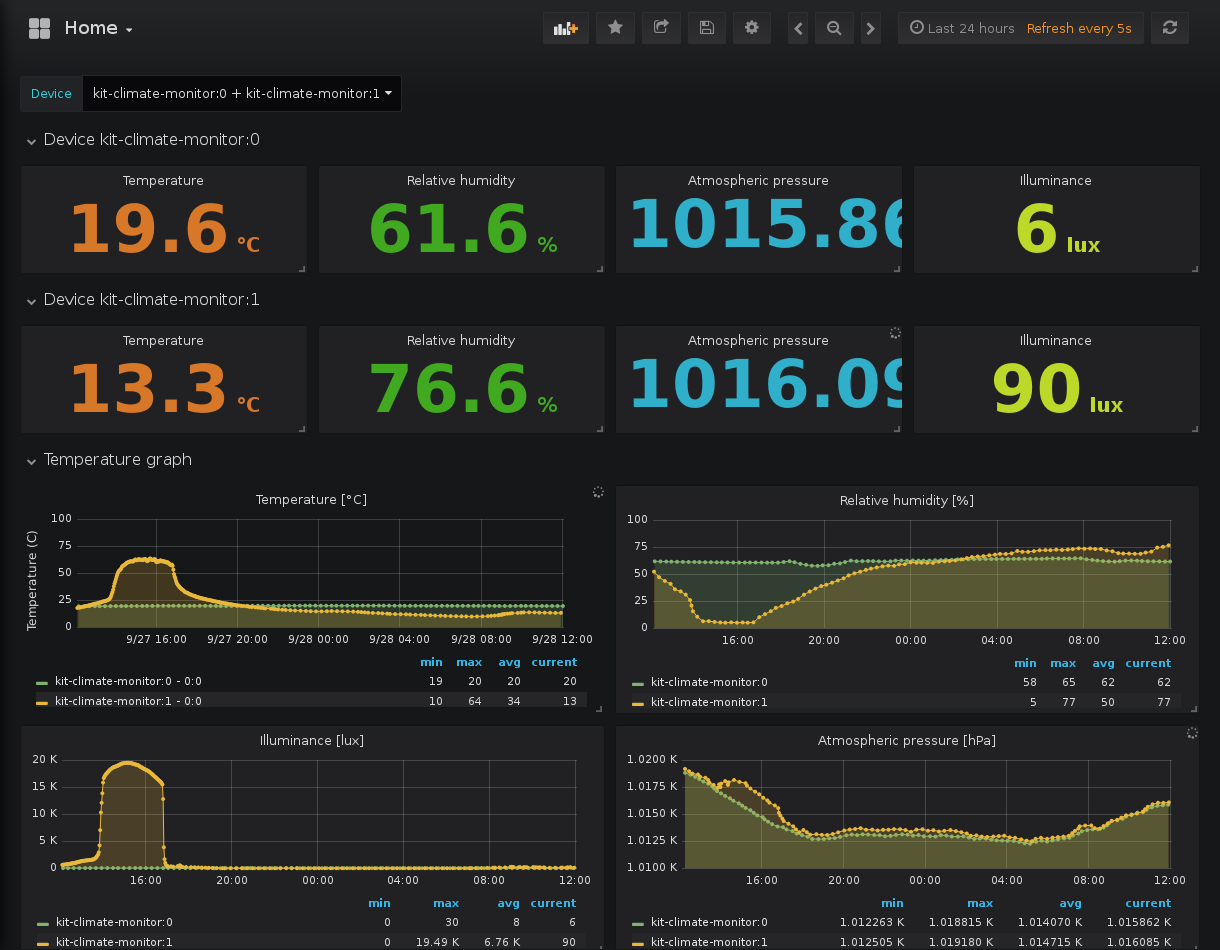 Home
Last 24 hours Refresh every 5s
Device kit-climate-monitor:0 + kit-climate-monitor:1
Device kit-climate-monitor:0
Temperature Relative humidity Atmospheric pressure Illuminance
19.6 °C 61.6 % 1015.86 6 lux
Device kit-climate-monitor:1
Temperature Relative humidity Atmospheric pressure Illuminance
13.3 °C 76.6 % 1016.09 90 lux
Temperature graph
Temperature [°C]
Temperature (C)
100
75
50
25
0
9/27 16:00 9/27 20:00 9/28 00:00 9/28 04:00 9/28 08:00 9/28 12:00
min max avg current
kit-climate-monitor:0 - 0:0 19 20 20 20
kit-climate-monitor:1 - 0:0 10 64 34 13
Relative humidity [%]
100
75
50
25
0
16:00 20:00 00:00 04:00 08:00 12:00
min max avg current
kit-climate-monitor:0 58 65 62 62
kit-climate-monitor:1 5 77 50 77
Illuminance [lux]
20 K
15 K
10 K
5 K
0
16:00 20:00 00:00 04:00 08:00 12:00
min max avg current
kit-climate-monitor:0 0 30 8 6
kit-climate-monitor:1 0 19.49 K 6.76 K 90
Atmospheric pressure [hPa]
1.0200 K
1.0175 K
1.0150 K
1.0125 K
1.0100 K
16:00 20:00 00:00 04:00 08:00 12:00
min max avg current
kit-climate-monitor:0 1.012263 K 1.018815 K 1.014070 K 1.015862 K
kit-climate-monitor:1 1.012505 K 1.019180 K 1.014715 K 1.016085 K